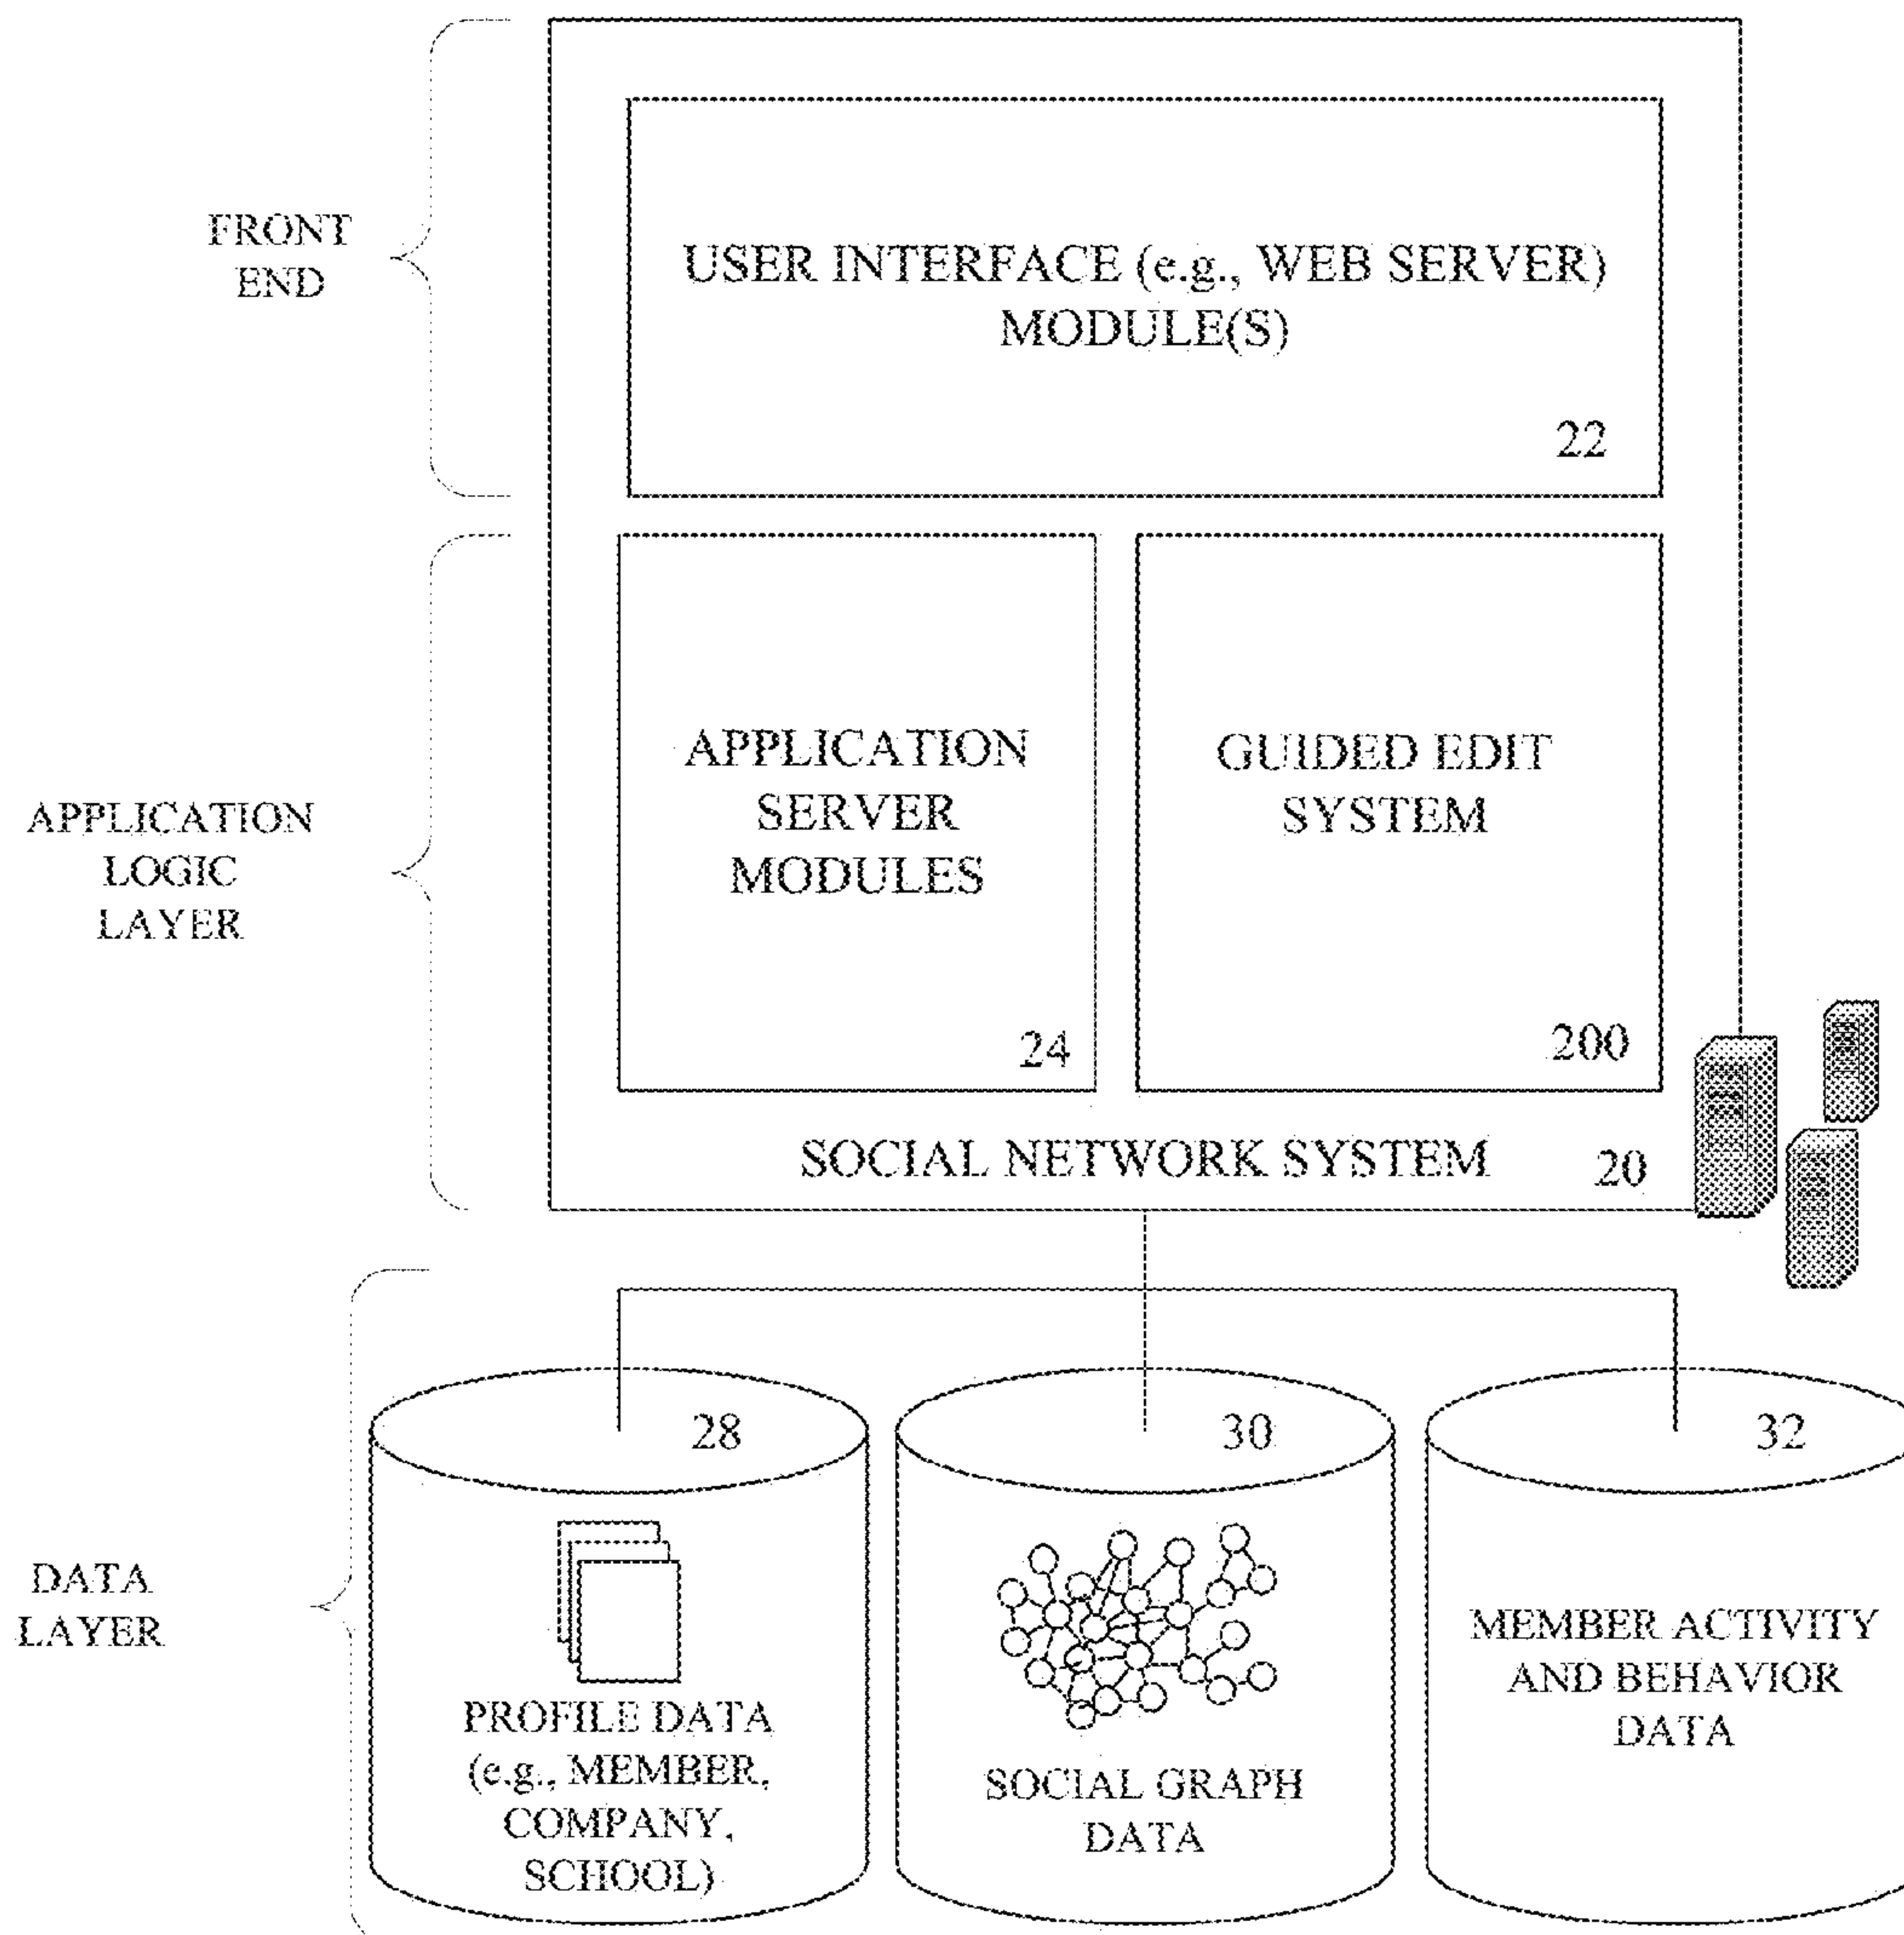 FRONT
END
USER INTERFACE (e.g., WEB SERVER)
MODULE(S)
22
APPLICATION
LOGIC
LAYER
APPLICATION
SERVER
MODULES
24
GUIDED EDIT
SYSTEM
200
SOCIAL NETWORK SYSTEM
20
DATA
LAYER
28
PROFILE DATA
(e.g., MEMBER,
COMPANY,
SCHOOL)
30
SOCIAL GRAPH
DATA
32
MEMBER ACTIVITY
AND BEHAVIOR
DATA